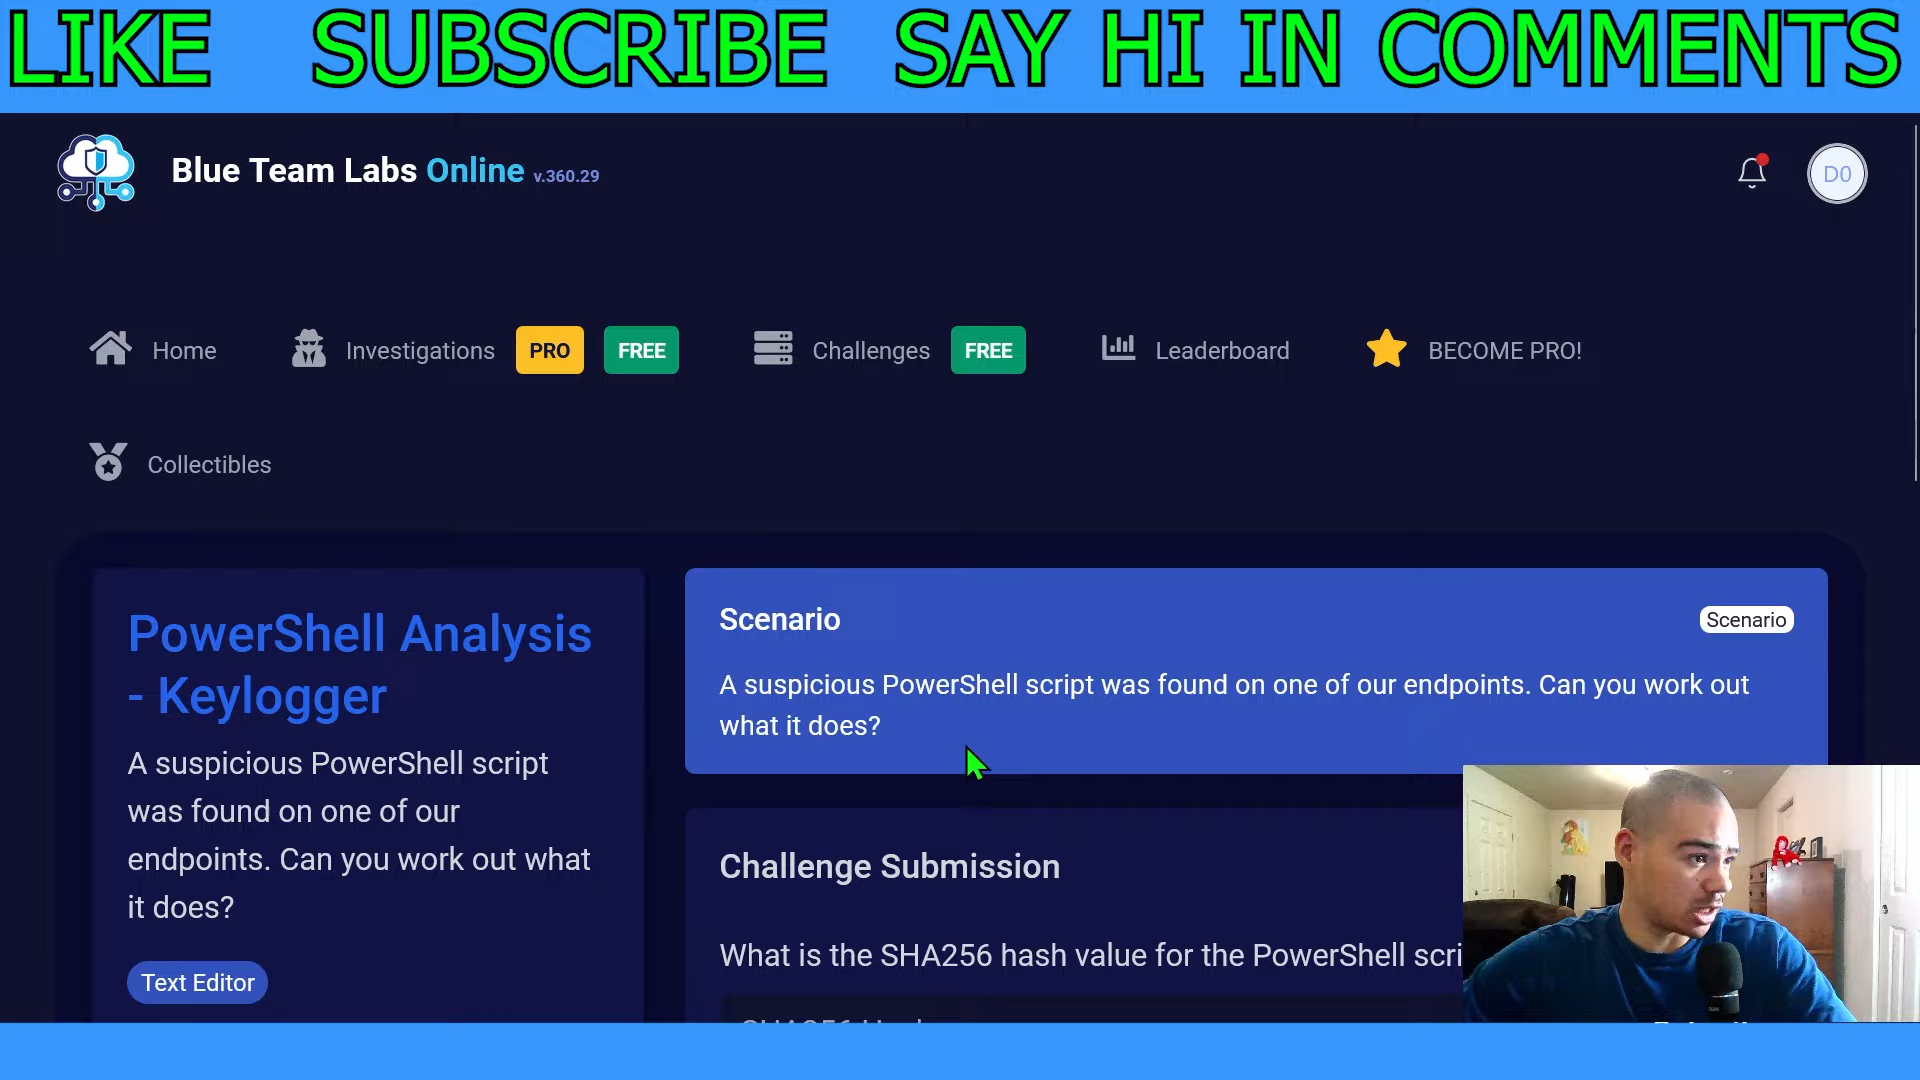 LIKE SUBSCRIBE SAY HI IN COMMENTS
Blue Team Labs Online v.360.29
D0
Home
Investigations PRO FREE
Challenges FREE
Leaderboard
BECOME PRO!
Collectibles
PowerShell Analysis
- Keylogger
A suspicious PowerShell script
was found on one of our
endpoints. Can you work out what
it does?
Text Editor
Scenario
Scenario
A suspicious PowerShell script was found on one of our endpoints. Can you work out
what it does?
Challenge Submission
What is the SHA256 hash value for the PowerShell scri